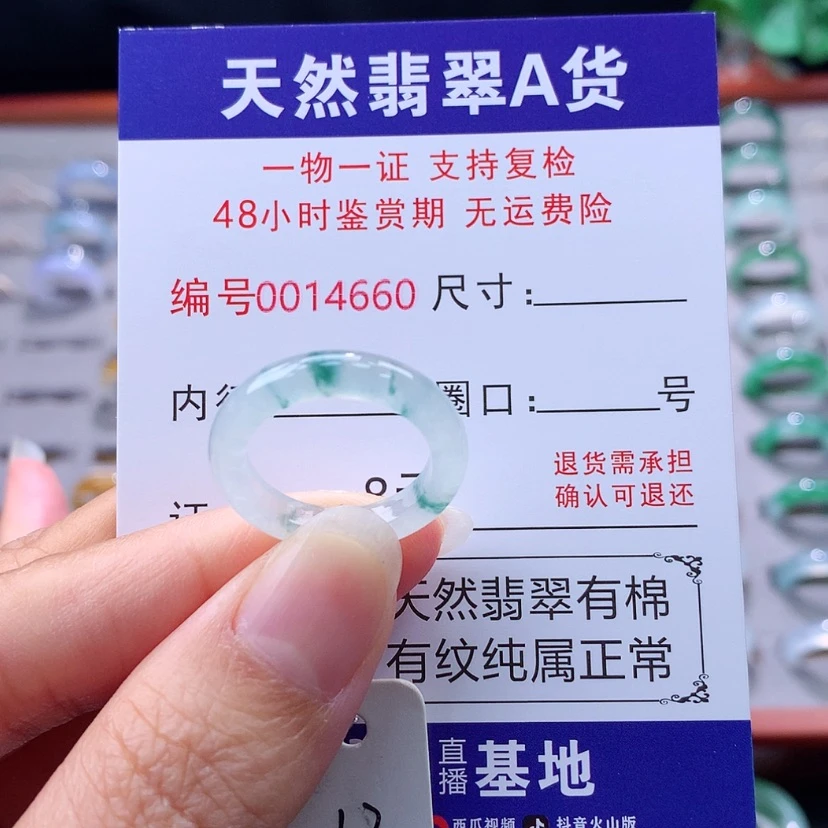 天然翡翠A货
一物一证 支持复检
48小时鉴赏期 无运费险
编号0014660 尺寸:
内 圈口: 号
退货需承担
确认可退还
天然翡翠有棉
有纹纯属正常
直播基地
西瓜视频 抖音火山版